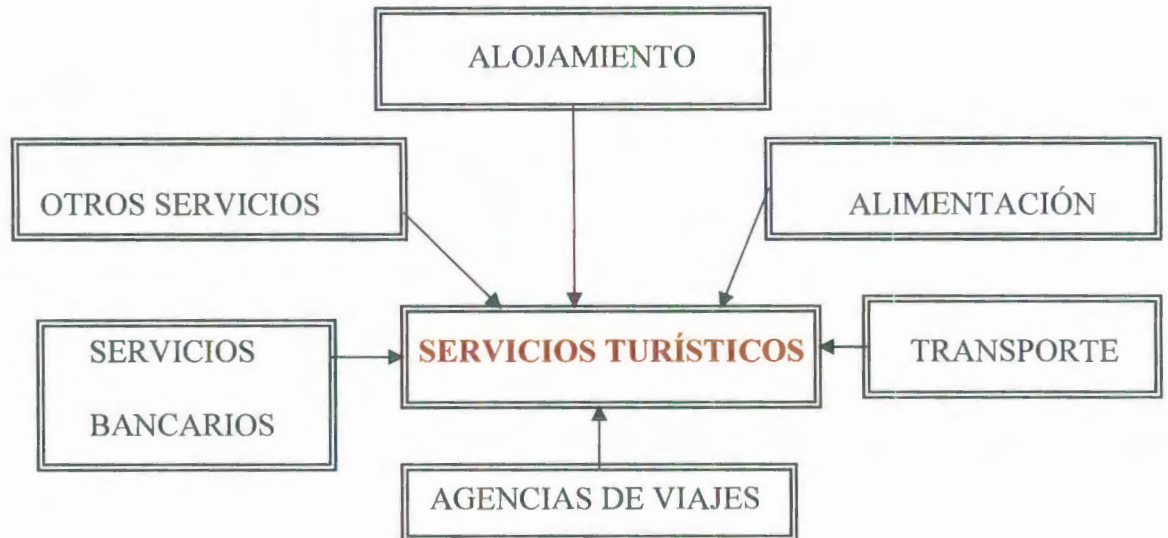 ALOJAMIENTO
OTROS SERVICIOS
ALIMENTACIÓN
SERVICIOS
BANCARIOS
SERVICIOS TURÍSTICOS
TRANSPORTE
AGENCIAS DE VIAJES